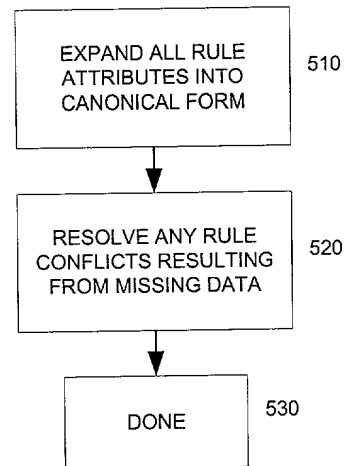 EXPAND ALL RULE
ATTRIBUTES INTO
CANONICAL FORM
510
RESOLVE ANY RULE
CONFLICTS RESULTING
FROM MISSING DATA
520
DONE
530